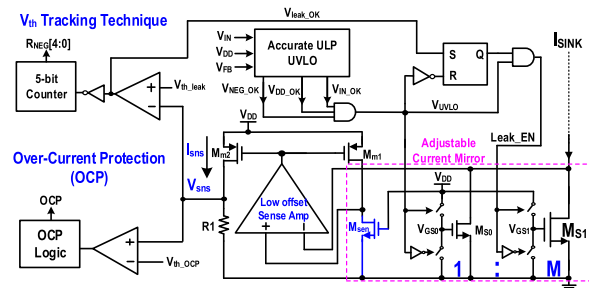 Vth Tracking Technique
Vleak_OK
ISINK
RNEG[4:0]
VIN
VDD
VFB
Accurate ULP UVLO
S
Q
R
5-bit Counter
+
−
Vth_leak
VNEG_OK
VDD_OK
VIN_OK
VUVLO
Leak_EN
VDD
Isns
Mm2
Mm1
Adjustable Current Mirror
Over-Current Protection (OCP)
Vsns
VDD
OCP
Low offset Sense Amp
+
−
R1
Msen
VGS0
MS0
VGS1
MS1
OCP Logic
+
−
Vth_OCP
1 : M